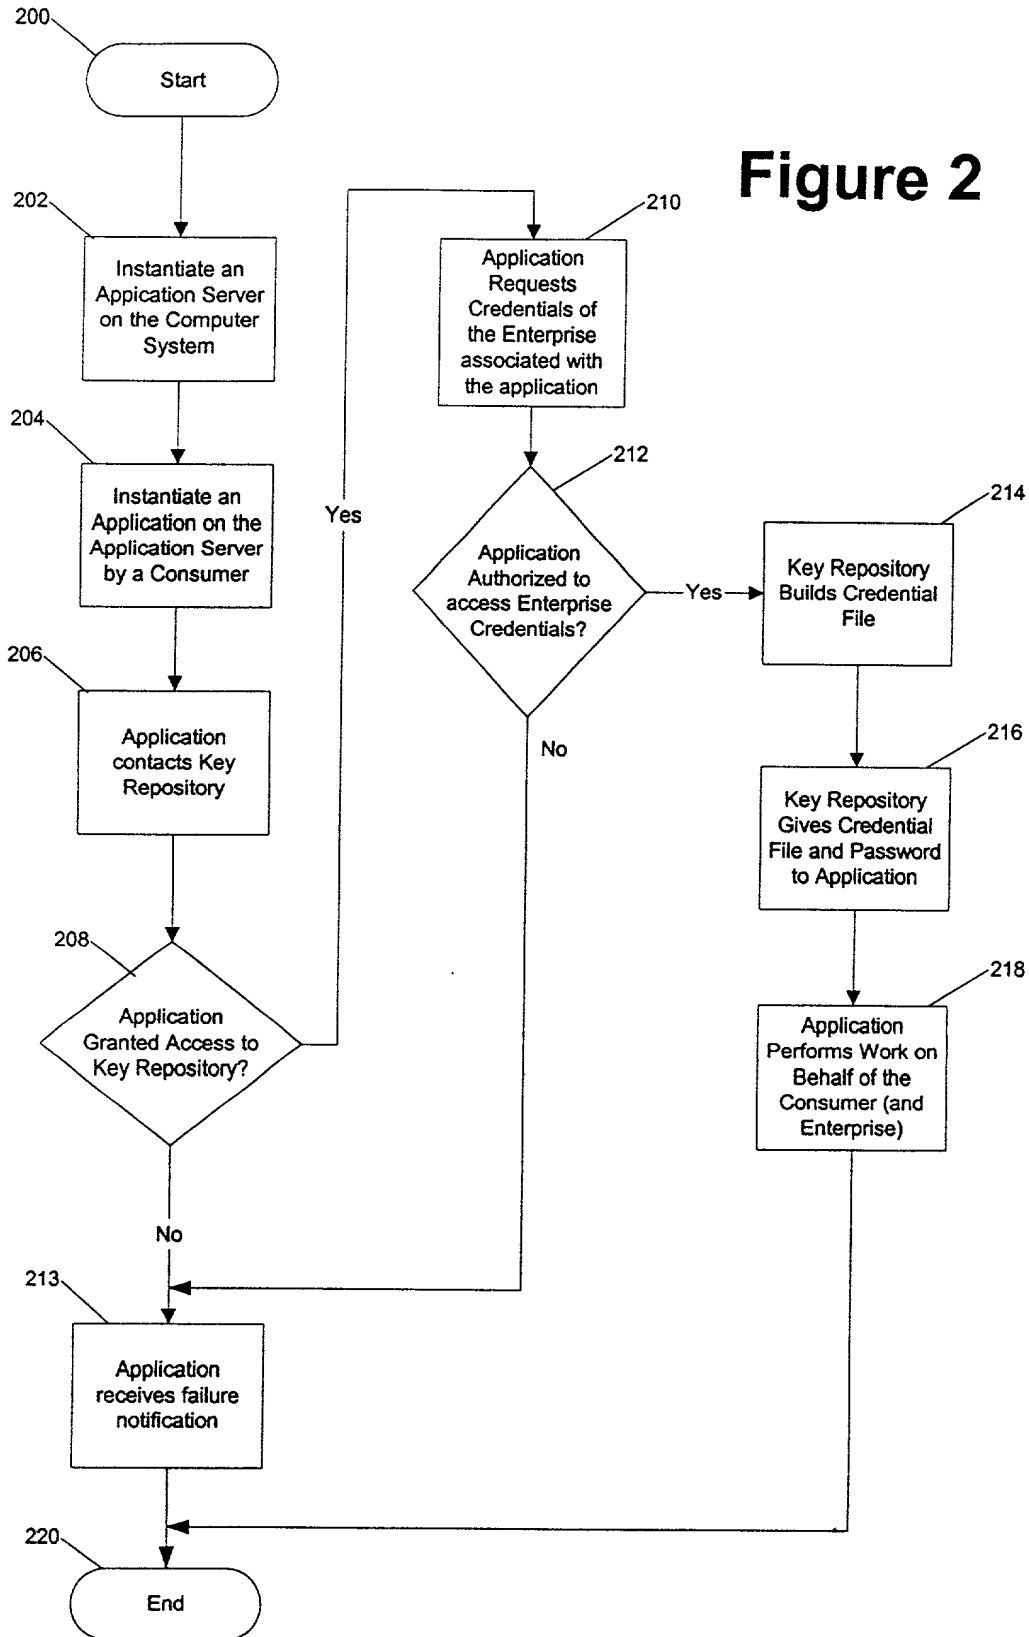 200
Start
Figure 2
202
Instantiate an
Appication Server
on the Computer
System
204
Instantiate an
Application on the
Application Server
by a Consumer
206
Application
contacts Key
Repository
208
Application
Granted Access to
Key Repository?
Yes
No
210
Application
Requests
Credentials of
the Enterprise
associated with
the application
212
Application
Authorized to
access Enterprise
Credentials?
Yes
No
213
Application
receives failure
notification
214
Key Repository
Builds Credential
File
216
Key Repository
Gives Credential
File and Password
to Application
218
Application
Performs Work on
Behalf of the
Consumer (and
Enterprise)
220
End